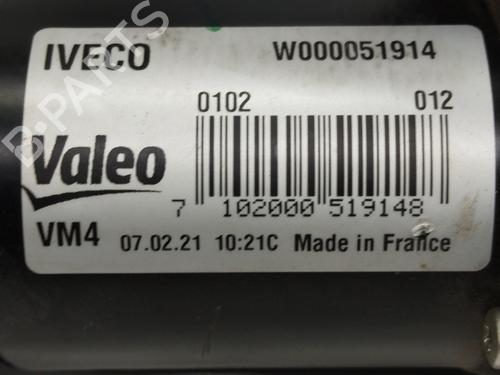 IVECO W000051914
0102 012
Valeo
7 102000 519148
VM4 07.02.21 10:21C Made in France
B-PARTS